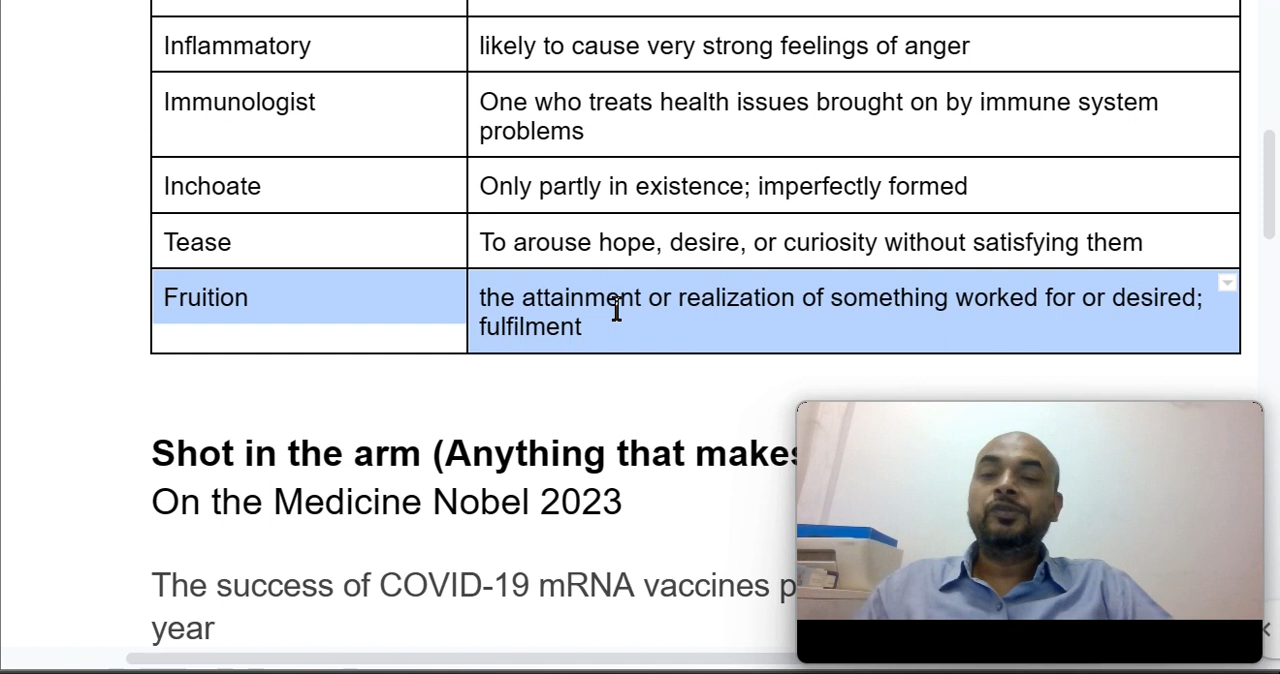 Inflammatory
likely to cause very strong feelings of anger
Immunologist
One who treats health issues brought on by immune system
problems
Inchoate
Only partly in existence; imperfectly formed
Tease
To arouse hope, desire, or curiosity without satisfying them
Fruition
the attainment or realization of something worked for or desired;
fulfilment
Shot in the arm (Anything that makes
On the Medicine Nobel 2023
The success of COVID-19 mRNA vaccines p
year